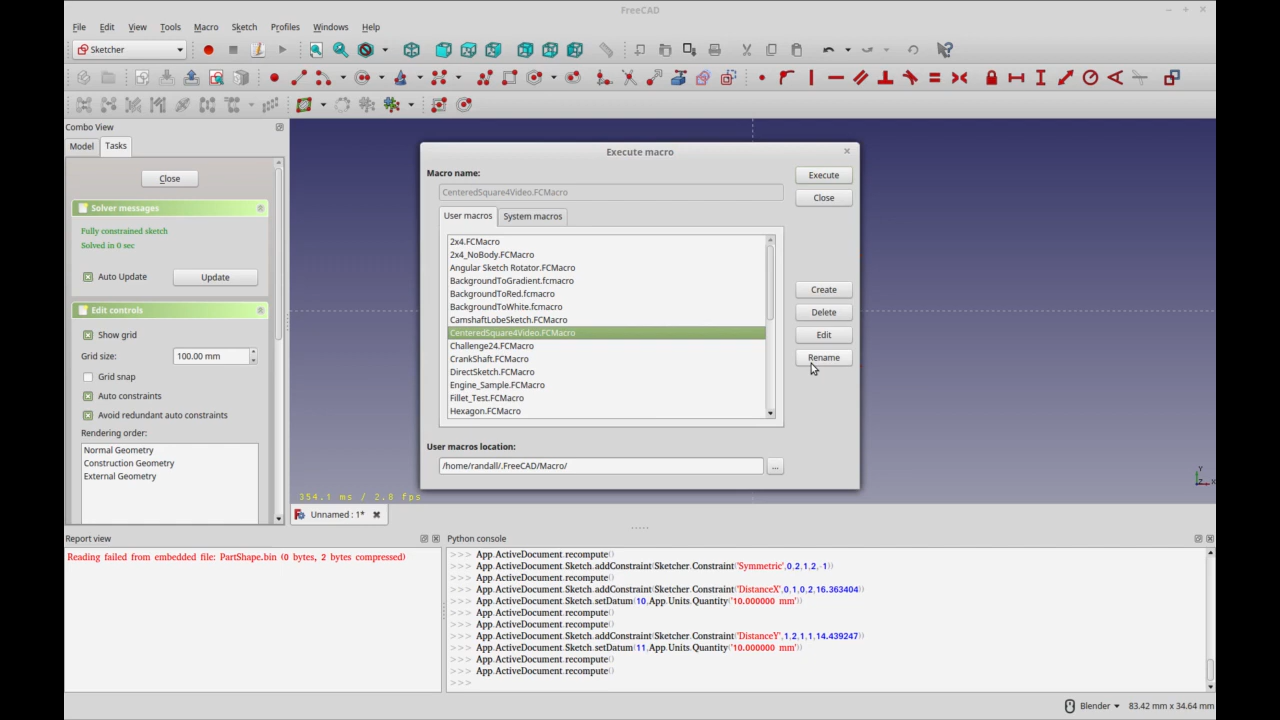 FreeCAD
File Edit View Tools Macro Sketch Profiles Windows Help
Sketcher
Combo View
Model Tasks
Close
Solver messages
Fully constrained sketch
Solved in 0 sec
Auto Update Update
Edit controls
Show grid
Grid size: 100.00 mm
Grid snap
Auto constraints
Avoid redundant auto constraints
Rendering order:
Normal Geometry
Construction Geometry
External Geometry
Execute macro
Macro name:
CenteredSquare4Video.FCMacro
User macros System macros
2x4.FCMacro
2x4_NoBody.FCMacro
Angular Sketch Rotator.FCMacro
BackgroundToGradient.fcmacro
BackgroundToRed.fcmacro
BackgroundToWhite.fcmacro
CamshaftLobeSketch.FCMacro
CenteredSquare4Video.FCMacro
Challenge24.FCMacro
CrankShaft.FCMacro
DirectSketch.FCMacro
Engine_Sample.FCMacro
Fillet_Test.FCMacro
Hexagon.FCMacro
User macros location:
/home/randall/.FreeCAD/Macro/
...
Execute
Close
Create
Delete
Edit
Rename
354.1 ms / 2.8 fps
Y
Z X
Unnamed : 1*
Report view
Reading failed from embedded file: PartShape.bin (0 bytes, 2 bytes compressed)
Python console
>>> App.ActiveDocument.recompute()
>>> App.ActiveDocument.Sketch.addConstraint(Sketcher.Constraint('Symmetric',0,2,1,2,-1))
>>> App.ActiveDocument.recompute()
>>> App.ActiveDocument.Sketch.addConstraint(Sketcher.Constraint('DistanceX',0,1,0,2,16.363404))
>>> App.ActiveDocument.Sketch.setDatum(10,App.Units.Quantity('10.000000 mm'))
>>> App.ActiveDocument.recompute()
>>> App.ActiveDocument.recompute()
>>> App.ActiveDocument.Sketch.addConstraint(Sketcher.Constraint('DistanceY',1,2,1,1,14.439247))
>>> App.ActiveDocument.Sketch.setDatum(11,App.Units.Quantity('10.000000 mm'))
>>> App.ActiveDocument.recompute()
>>> App.ActiveDocument.recompute()
>>>
Blender 83.42 mm x 34.64 mm